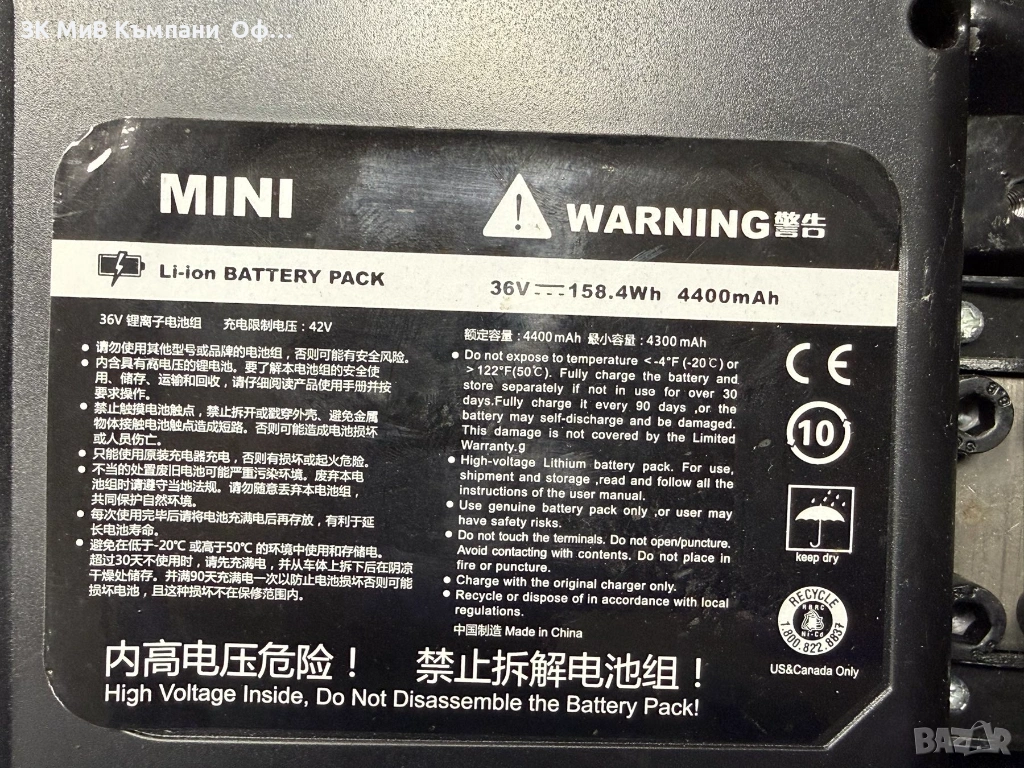 ЗК МиВ Къмпани Оф...
MINI
WARNING警告
Li-ion BATTERY PACK
36V 158.4Wh 4400mAh
36V 锂离子电池组 充电限制电压：42V
• 请勿使用其他型号或品牌的电池组，否则可能有安全风险。
• 内含具有高电压的锂电池。要了解本电池组的安全使
用、储存、运输和回收，请仔细阅读产品使用手册并按
要求操作。
• 禁止触摸电池触点，禁止拆开或戳穿外壳、避免金属
物体接触电池触点造成短路。否则可能造成电池损坏
或人员伤亡。
• 只能使用原装充电器充电，否则有损坏或起火危险。
• 不当的处置废旧电池可能严重污染环境。废弃本电
池组时请遵守当地法规。请勿随意丢弃本电池组，
共同保护自然环境。
• 每次使用完毕后请将电池充满电后再存放，有利于延
长电池寿命。
• 避免在低于-20℃ 或高于50℃ 的环境中使用和存储电。
超过30天不使用时，请先充满电，并从车体上拆下后在阴凉
干燥处储存。并满90天充满电一次以防止电池损坏否则可能
损坏电池，且这种损坏不在保修范围内。
额定容量：4400mAh 最小容量：4300mAh
• Do not expose to temperature <-4°F (-20℃) or
>122°F(50℃). Fully charge the battery and
store separately if not in use for over 30
days.Fully charge it every 90 days ,or the
battery may self-discharge and be damaged.
This damage is not covered by the Limited
Warranty.g
• High-voltage Lithium battery pack. For use,
shipment and storage ,read and follow all the
instructions of the user manual.
• Use genuine battery pack only ,or user may
have safety risks.
• Do not touch the terminals. Do not open/puncture.
Avoid contacting with contents. Do not place in
fire or puncture.
• Charge with the original charger only.
• Recycle or dispose of in accordance with local
regulations.
中国制造 Made in China
CE
10
keep dry
RECYCLE
RBRC
Ni-Cd
1.800.822.8837
US&Canada Only
内高电压危险！ 禁止拆解电池组！
High Voltage Inside, Do Not Disassemble the Battery Pack!
BAZAR